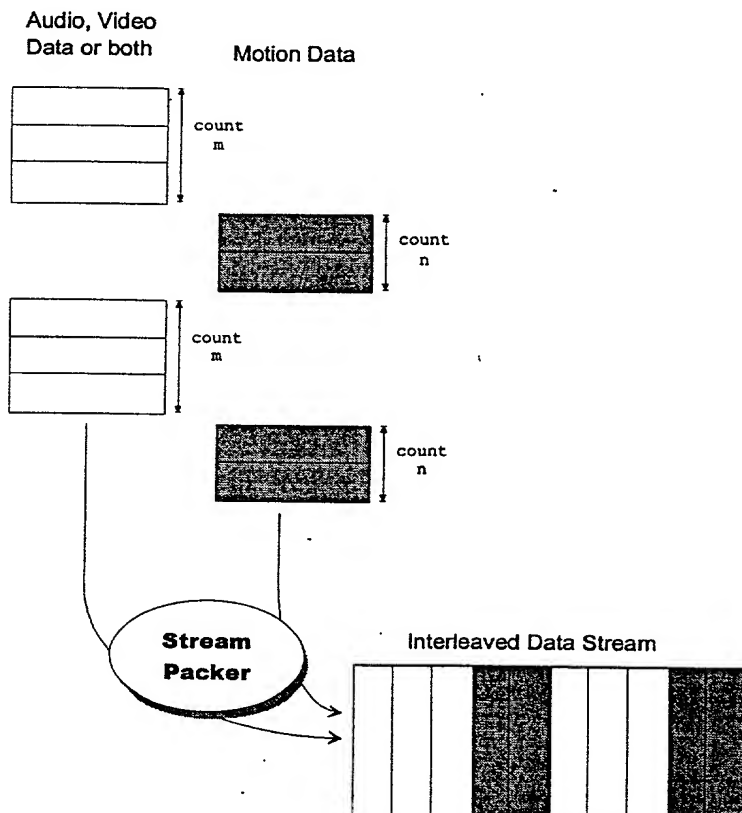 Audio, Video
Data or both
Motion Data
count
m
count
n
count
m
count
n
Stream
Packer
Interleaved Data Stream